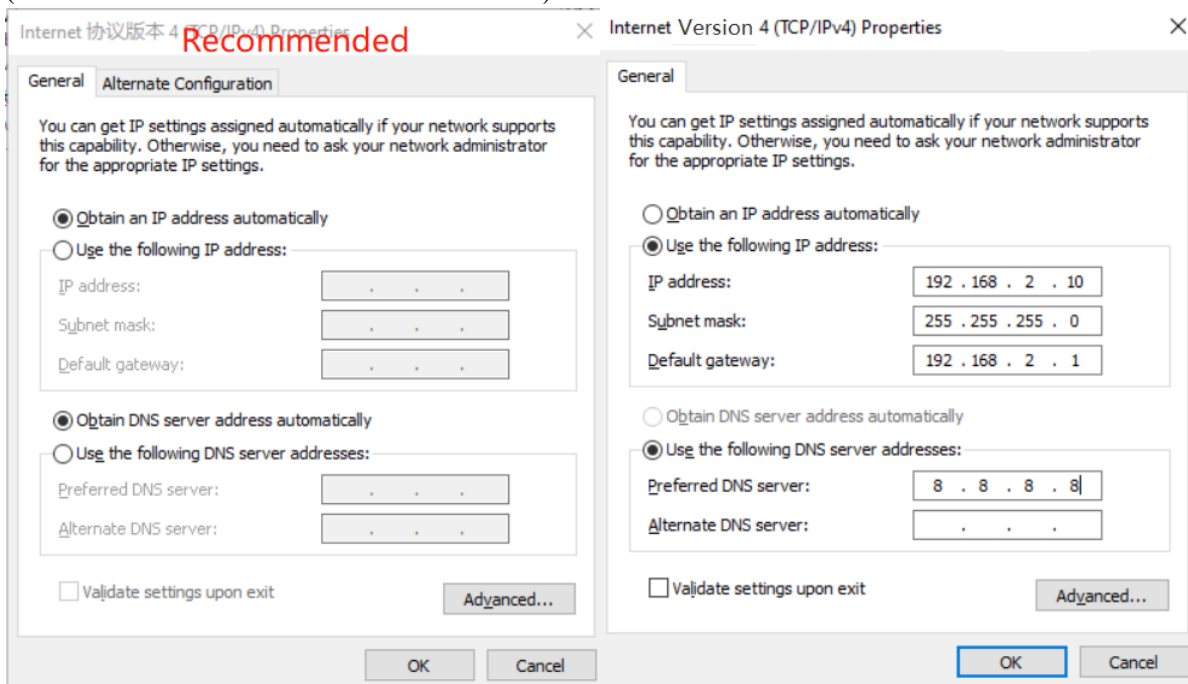 Internet 协议版本 4 (TCP/IPv4) Properties
Recommended
General
Alternate Configuration
You can get IP settings assigned automatically if your network supports
this capability. Otherwise, you need to ask your network administrator
for the appropriate IP settings.
Obtain an IP address automatically
Use the following IP address:
IP address:
. . .
Subnet mask:
. . .
Default gateway:
. . .
Obtain DNS server address automatically
Use the following DNS server addresses:
Preferred DNS server:
. . .
Alternate DNS server:
. . .
Validate settings upon exit
Advanced...
OK
Cancel
Internet Version 4 (TCP/IPv4) Properties
General
You can get IP settings assigned automatically if your network supports
this capability. Otherwise, you need to ask your network administrator
for the appropriate IP settings.
Obtain an IP address automatically
Use the following IP address:
IP address:
192 . 168 . 2 . 10
Subnet mask:
255 . 255 . 255 . 0
Default gateway:
192 . 168 . 2 . 1
Obtain DNS server address automatically
Use the following DNS server addresses:
Preferred DNS server:
8 . 8 . 8 . 8
Alternate DNS server:
. . .
Validate settings upon exit
Advanced...
OK
Cancel